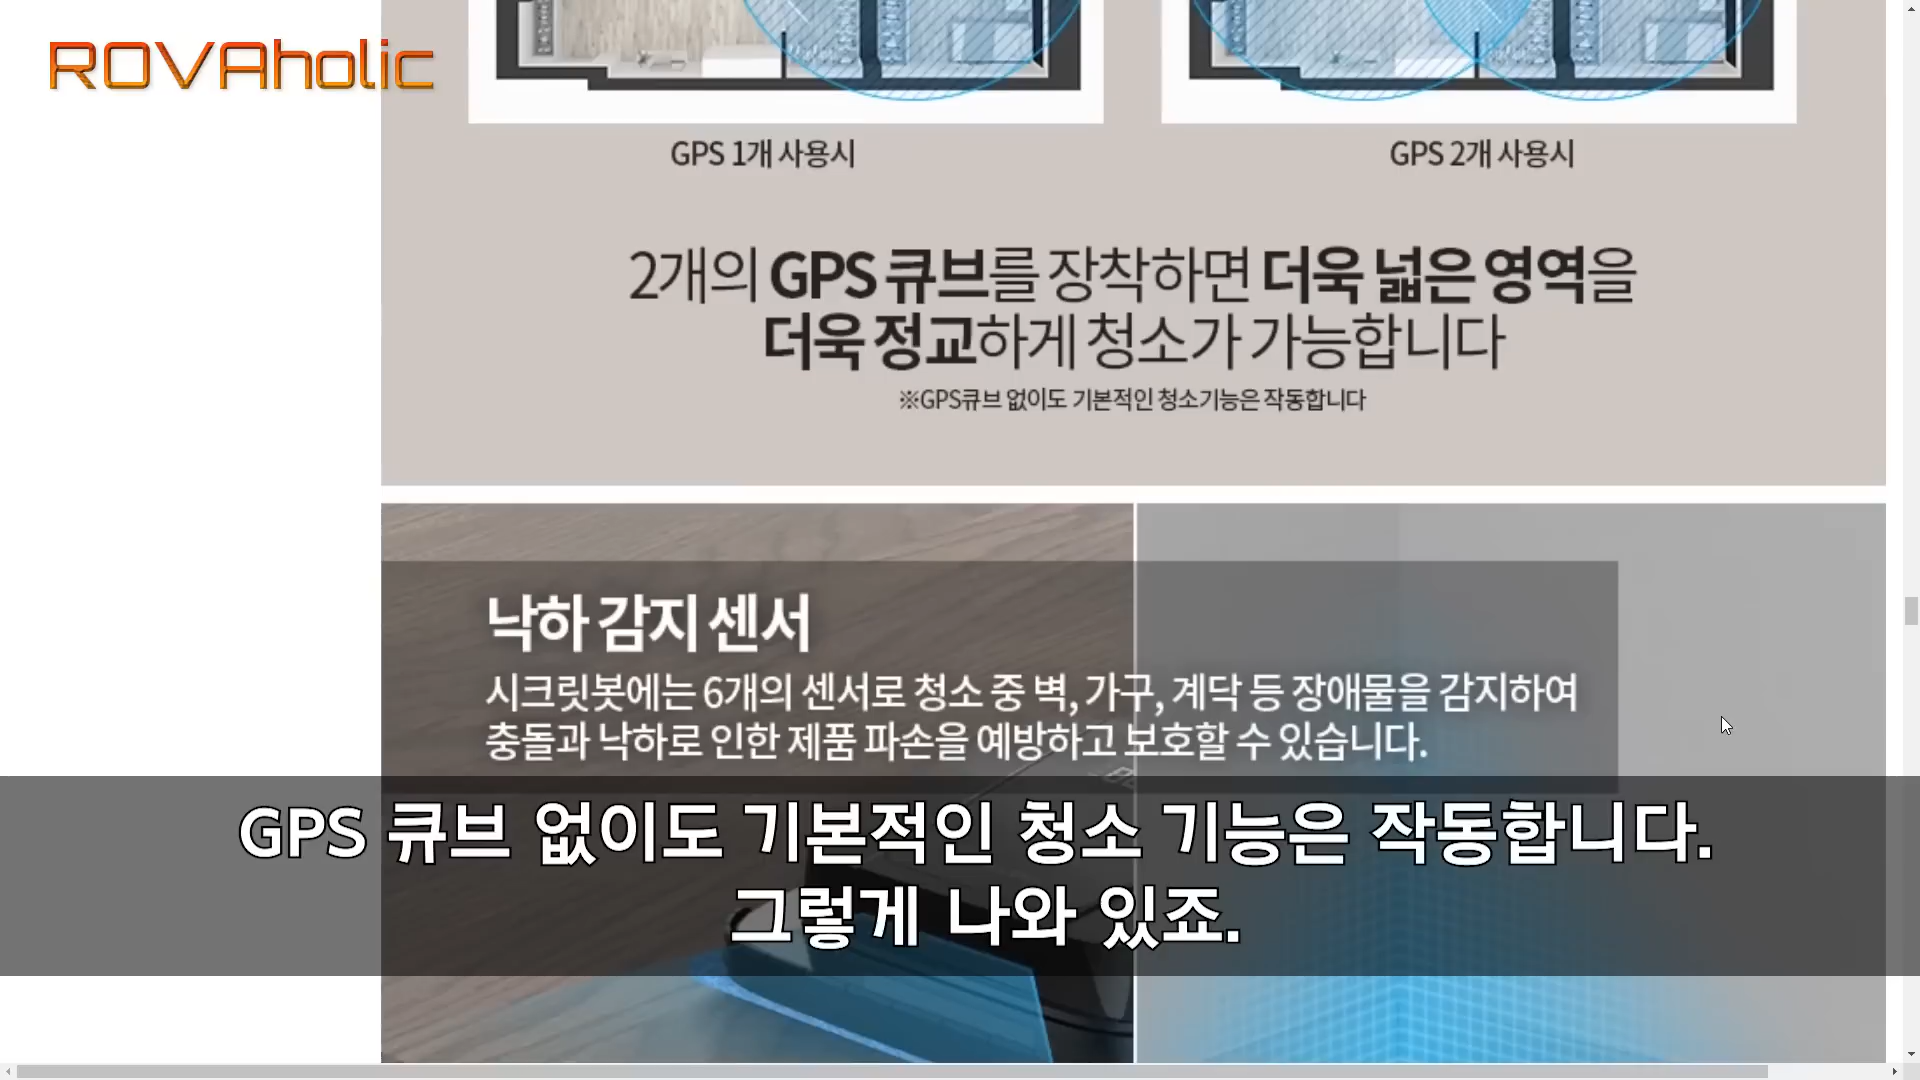 ROVAholic
GPS 1개 사용시
GPS 2개 사용시
2개의 GPS 큐브를 장착하면 더욱 넓은 영역을
더욱 정교하게 청소가 가능합니다
※GPS큐브 없이도 기본적인 청소기능은 작동합니다
낙하 감지 센서
시크릿봇에는 6개의 센서로 청소 중 벽, 가구, 계닥 등 장애물을 감지하여
충돌과 낙하로 인한 제품 파손을 예방하고 보호할 수 있습니다.
GPS 큐브 없이도 기본적인 청소 기능은 작동합니다.
그렇게 나와 있죠.